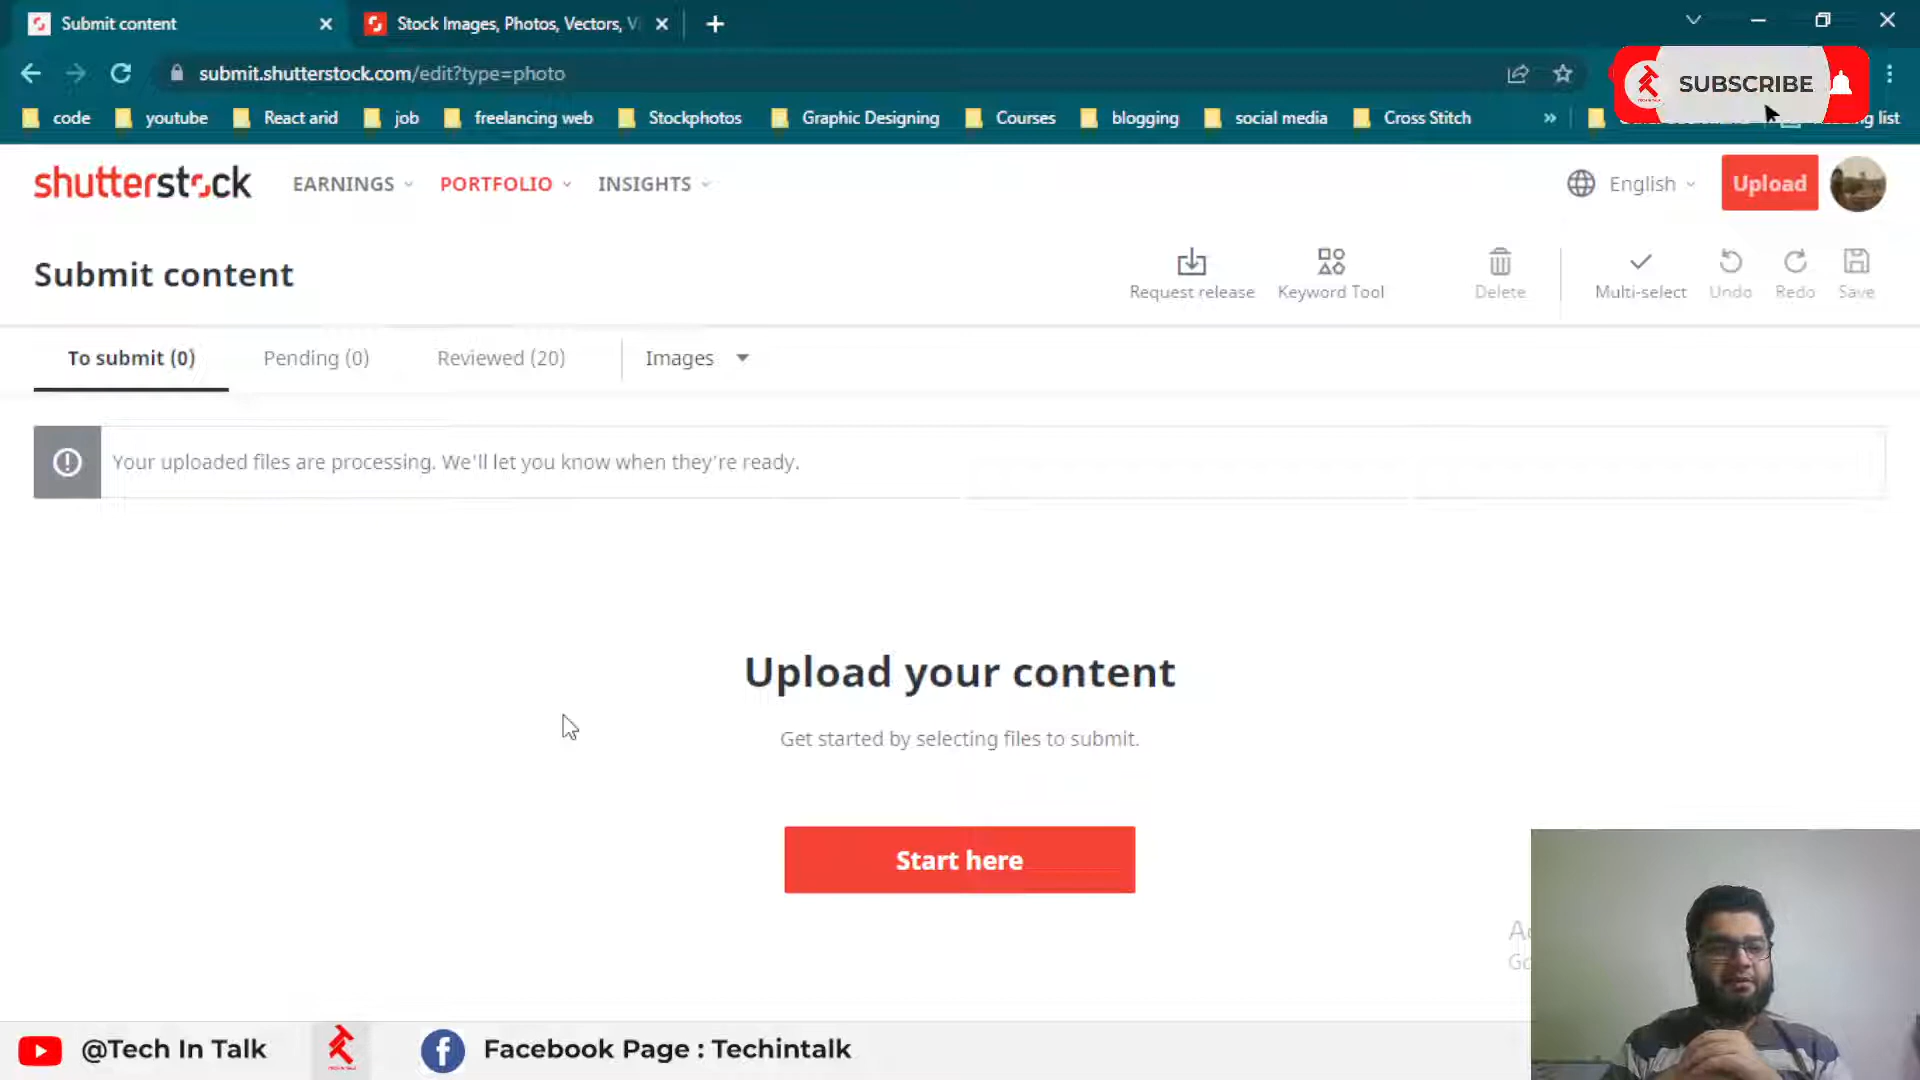 Submit content
Stock Images, Photos, Vectors, V
submit.shutterstock.com/edit?type=photo
SUBSCRIBE
code
youtube
React arid
job
freelancing web
Stockphotos
Graphic Designing
Courses
blogging
social media
Cross Stitch
»
list
shutterstock
EARNINGS
PORTFOLIO
INSIGHTS
English
Upload
Submit content
Request release
Keyword Tool
Delete
Multi-select
Undo
Redo
Save
To submit (0)
Pending (0)
Reviewed (20)
Images
Your uploaded files are processing. We'll let you know when they're ready.
Upload your content
Get started by selecting files to submit.
Start here
@Tech In Talk
TECH IN TALK
Facebook Page : Techintalk